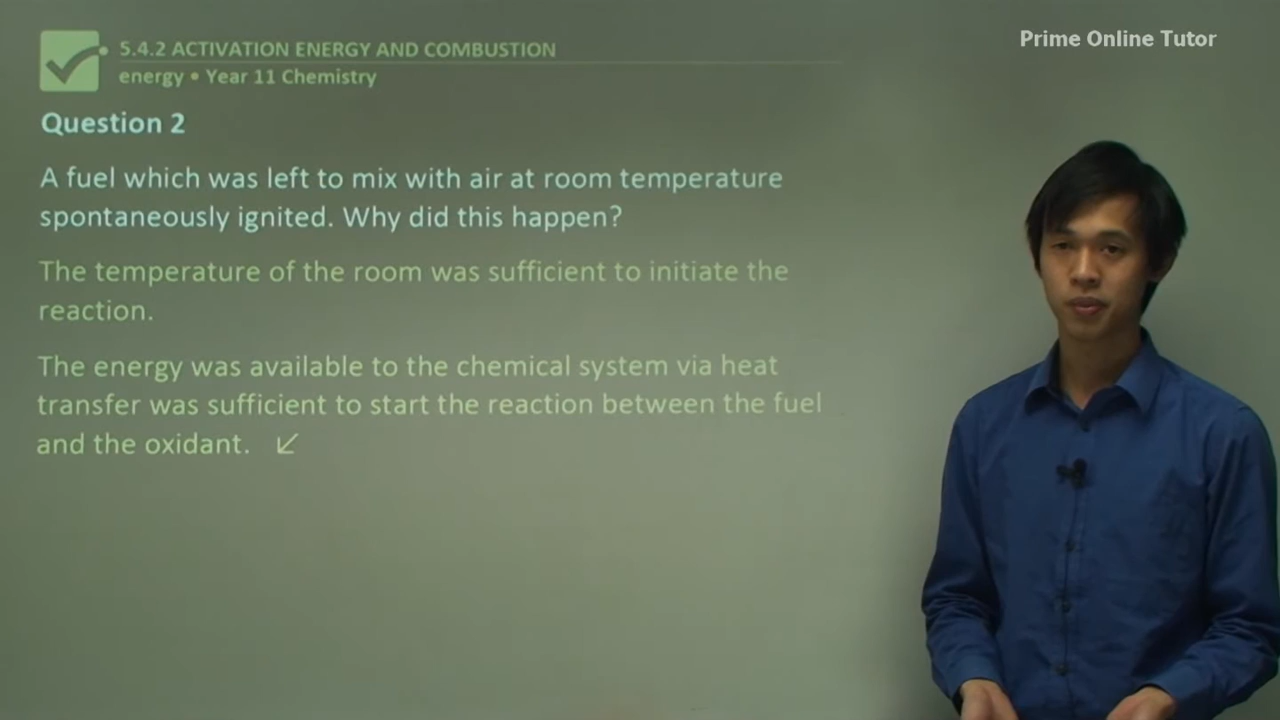 Prime Online Tutor
5.4.2 ACTIVATION ENERGY AND COMBUSTION
energy • Year 11 Chemistry
Question 2
A fuel which was left to mix with air at room temperature
spontaneously ignited. Why did this happen?
The temperature of the room was sufficient to initiate the
reaction.
The energy was available to the chemical system via heat
transfer was sufficient to start the reaction between the fuel
and the oxidant.